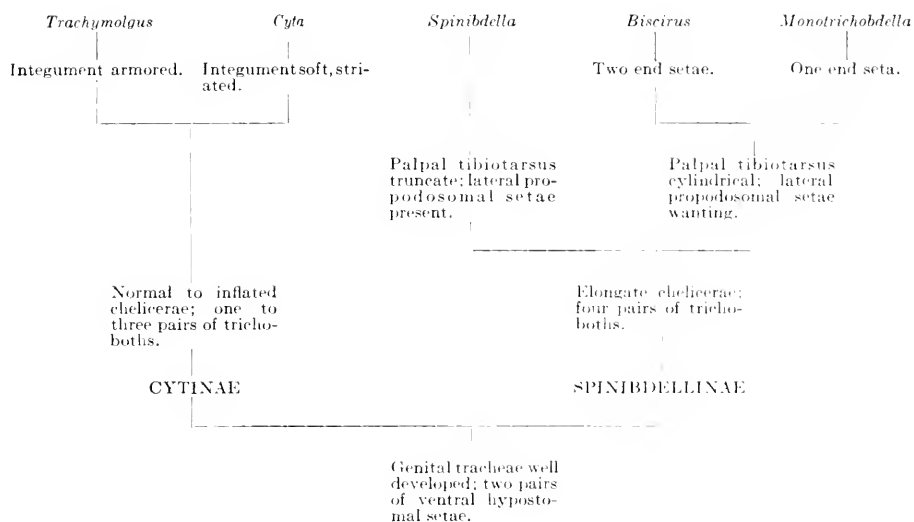 Trachymolgus Cyta Spinibdella Biscirus Monotrichobdella
Integument armored.
Integument soft, stri-
ated.
Two end setae.
One end seta.
Palpal tibiotarsus
truncate; lateral pro-
podosomal setae
present.
Palpal tibiotarsus
cylindrical; lateral
propodosomal setae
wanting.
Normal to inflated
chelicerae; one to
three pairs of tricho-
boths.
Elongate chelicerae;
four pairs of tricho-
boths.
CYTINAE
SPINIBDELLINAE
Genital tracheae well
developed; two pairs
of ventral hyposto-
mal setae.